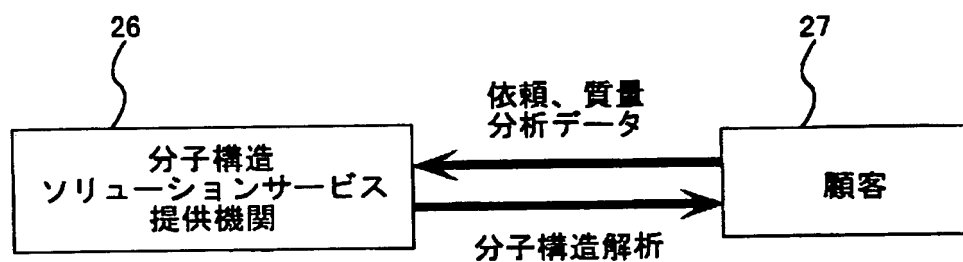 26
27
依頼、質量
分析データ
分子構造
ソリューションサービス
提供機関
顧客
分子構造解析